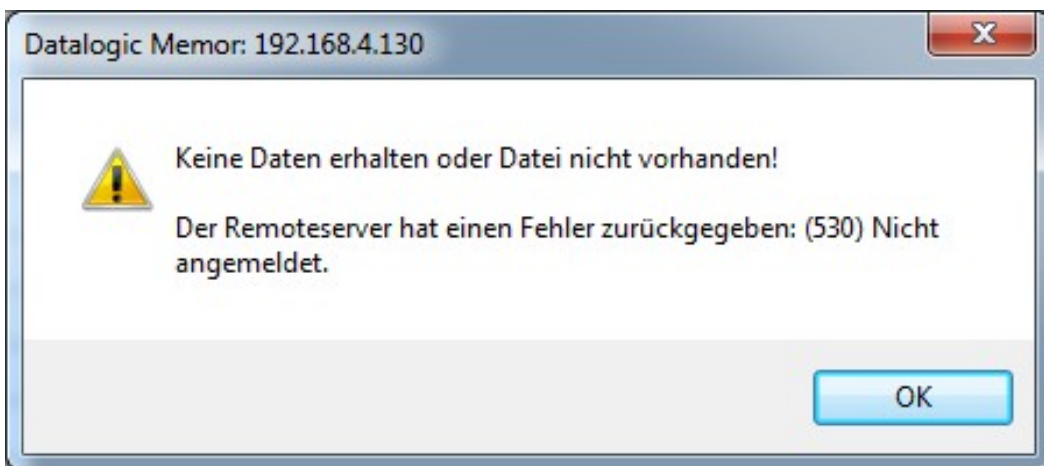 Datalogic Memor: 192.168.4.130
Keine Daten erhalten oder Datei nicht vorhanden!
Der Remoteserver hat einen Fehler zurückgegeben: (530) Nicht
angemeldet.
OK